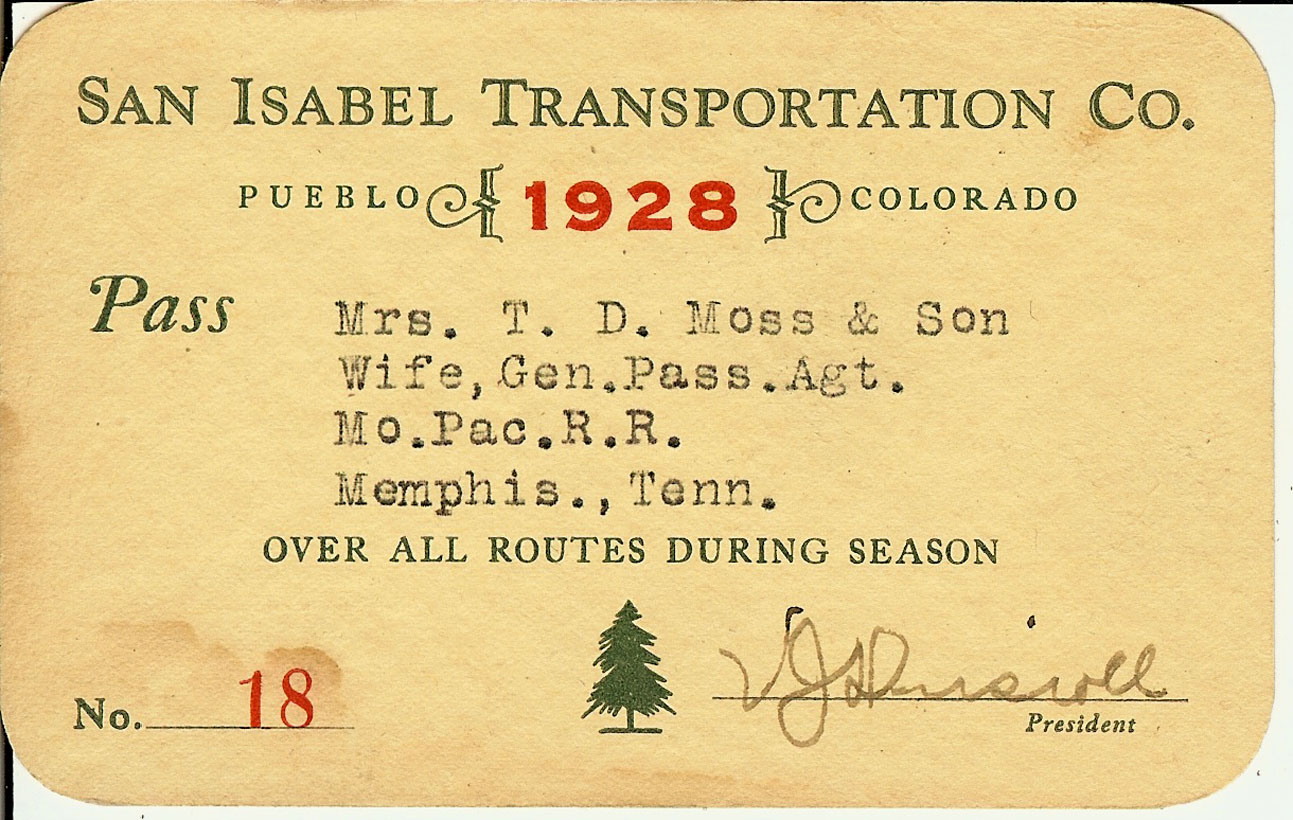 SAN ISABEL TRANSPORTATION CO.
PUEBLO 1928 COLORADO
Pass Mrs. T. D. Moss & Son
Wife,Gen.Pass.Agt.
Mo.Pac.R.R.
Memphis.,Tenn.
OVER ALL ROUTES DURING SEASON
No. 18
President